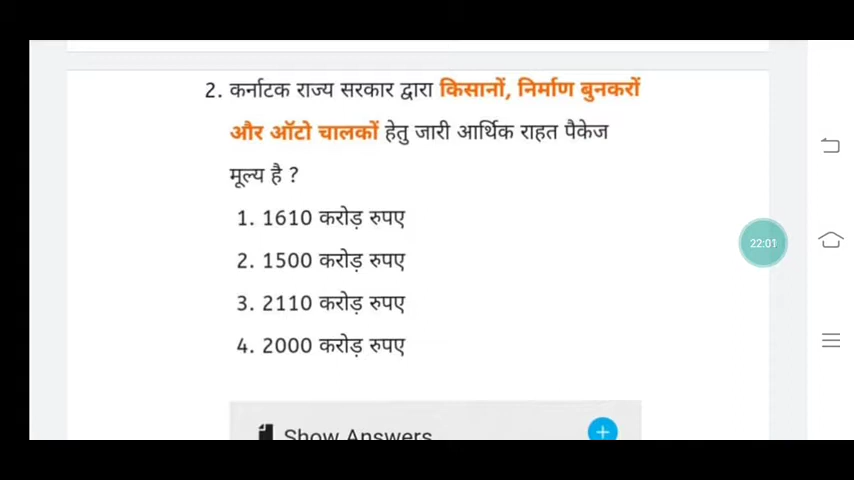 2. कर्नाटक राज्य सरकार द्वारा किसानों, निर्माण बुनकरों
और ऑटो चालकों हेतु जारी आर्थिक राहत पैकेज
मूल्य है ?
1. 1610 करोड़ रुपए
2. 1500 करोड़ रुपए
3. 2110 करोड़ रुपए
4. 2000 करोड़ रुपए
22:01
Show Answers